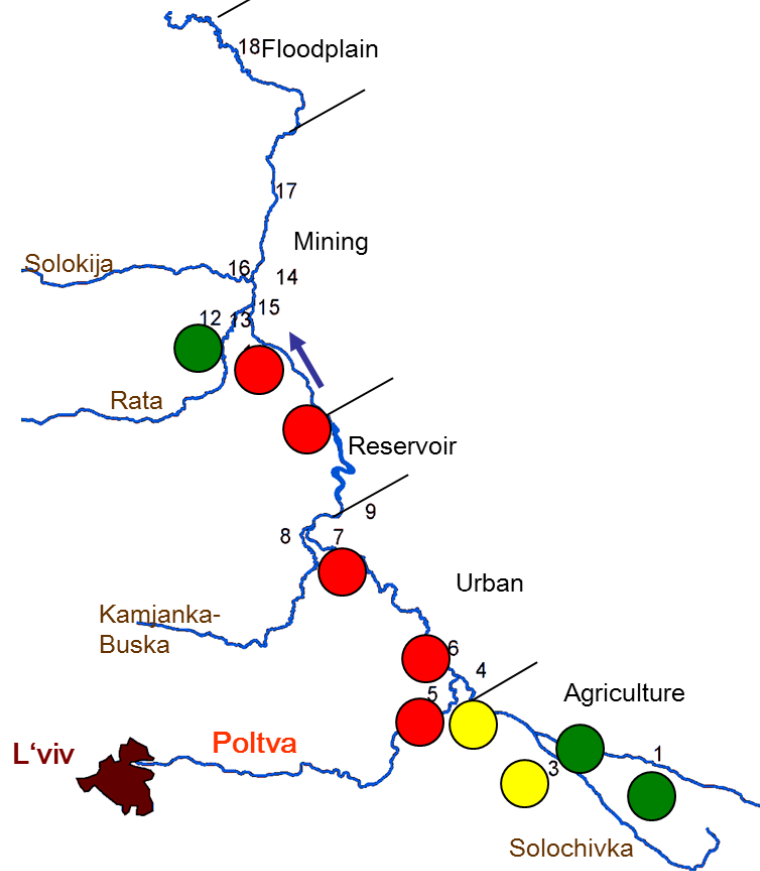 18 Floodplain
17
Mining
Solokija
16
14
15
12
13
Rata
Reservoir
9
8
7
Urban
Kamjanka-
Buska
6
4
5
Agriculture
Poltva
L'viv
3
1
Solochivka